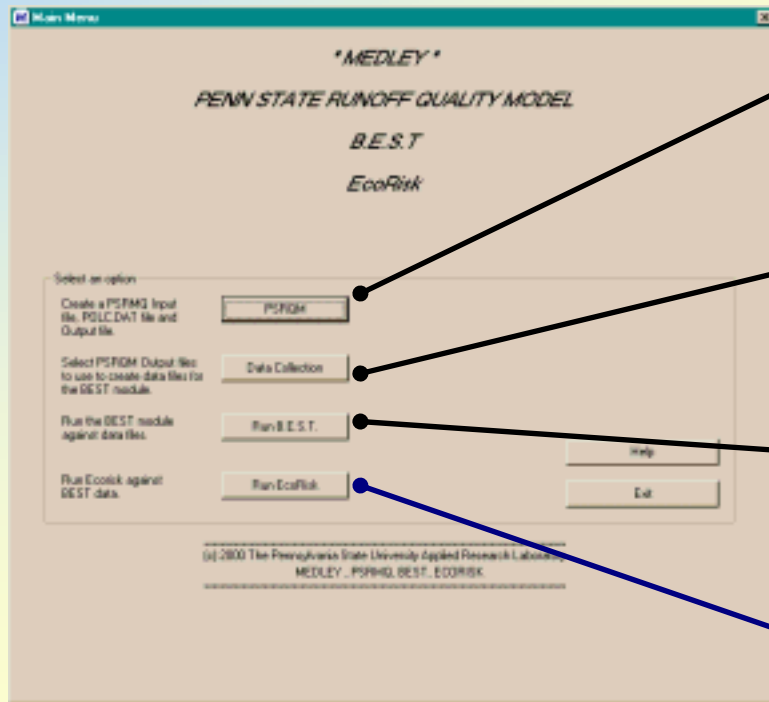 Main Menu
*MEDLEY*
PENN STATE RUNOFF QUALITY MODEL
B.E.S.T
EcoRisk
Select an option
Create a PSRMQ Input
file, PSLC.DAT file and
Output file.
PSRQM
Select PSRQM Output files
to use to create data files for
the BEST module.
Data Collection
Run the BEST module
against data files.
Run B.E.S.T.
Help
Run Ecorisk against
BEST data.
Run EcoRisk
Exit
(c) 2000 The Pennsylvania State University Applied Research Laboratory
MEDLEY , PSRMQ, BEST , ECORISK